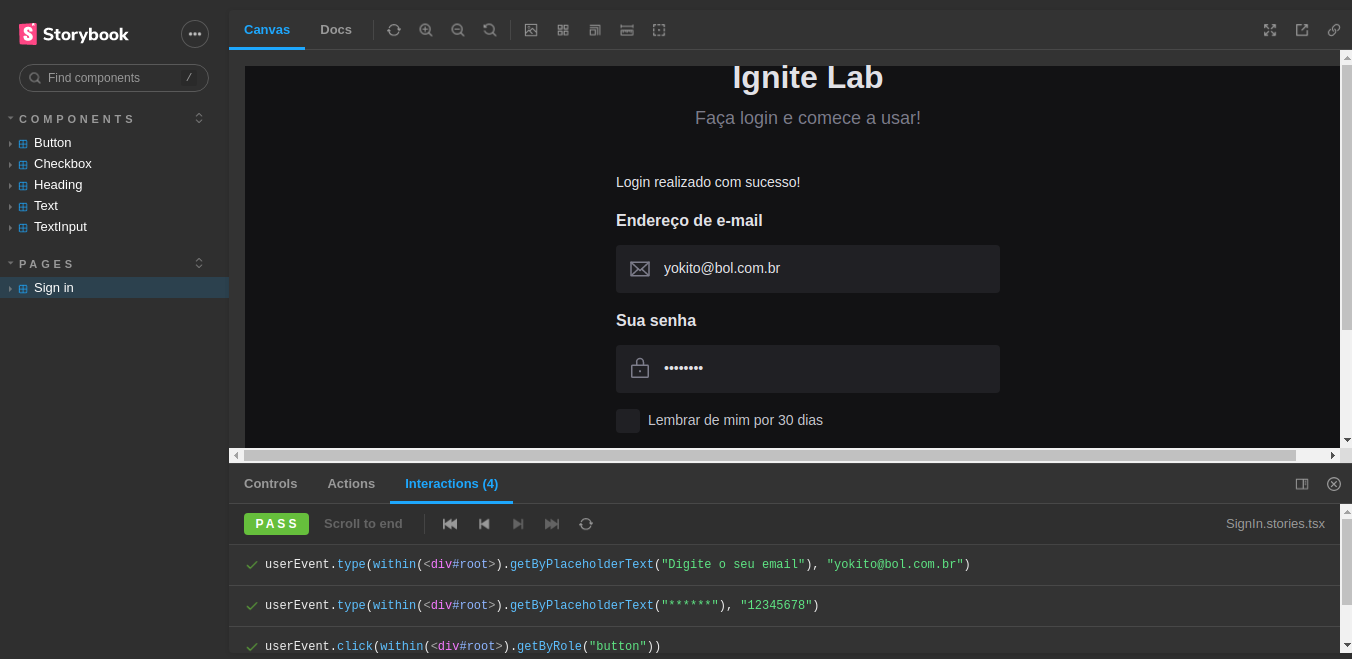 Storybook
Find components /
COMPONENTS
Button
Checkbox
Heading
Text
TextInput
PAGES
Sign in
Canvas Docs
Ignite Lab
Faça login e comece a usar!
Login realizado com sucesso!
Endereço de e-mail
yokito@bol.com.br
Sua senha
••••••••
Lembrar de mim por 30 dias
Controls Actions Interactions (4)
PASS Scroll to end SignIn.stories.tsx
userEvent.type(within(<div#root>).getByPlaceholderText("Digite o seu email"), "yokito@bol.com.br")
userEvent.type(within(<div#root>).getByPlaceholderText("******"), "12345678")
userEvent.click(within(<div#root>).getByRole("button"))